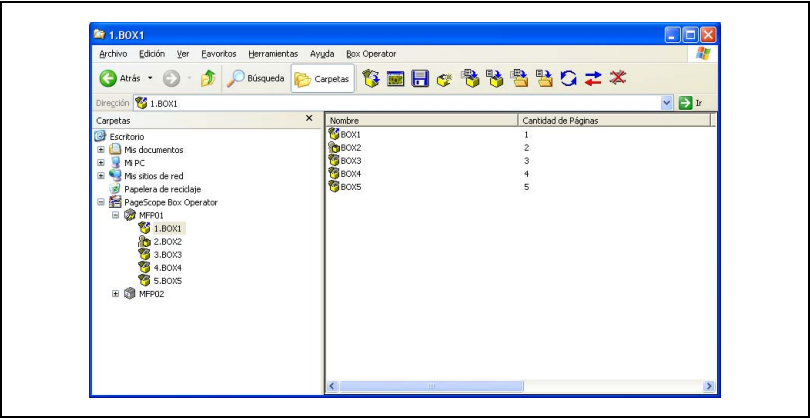 1.BOX1
Archivo Edición Ver Favoritos Herramientas Ayuda Box Operator
Atrás Búsqueda Carpetas
Dirección 1.BOX1 Ir
Carpetas x Nombre Cantidad de Páginas
Escritorio
Mis documentos
Mi PC
Mis sitios de red
Papelera de reciclaje
PageScope Box Operator
MFP01
1.BOX1
2.BOX2
3.BOX3
4.BOX4
5.BOX5
MFP02
BOX1 1
BOX2 2
BOX3 3
BOX4 4
BOX5 5